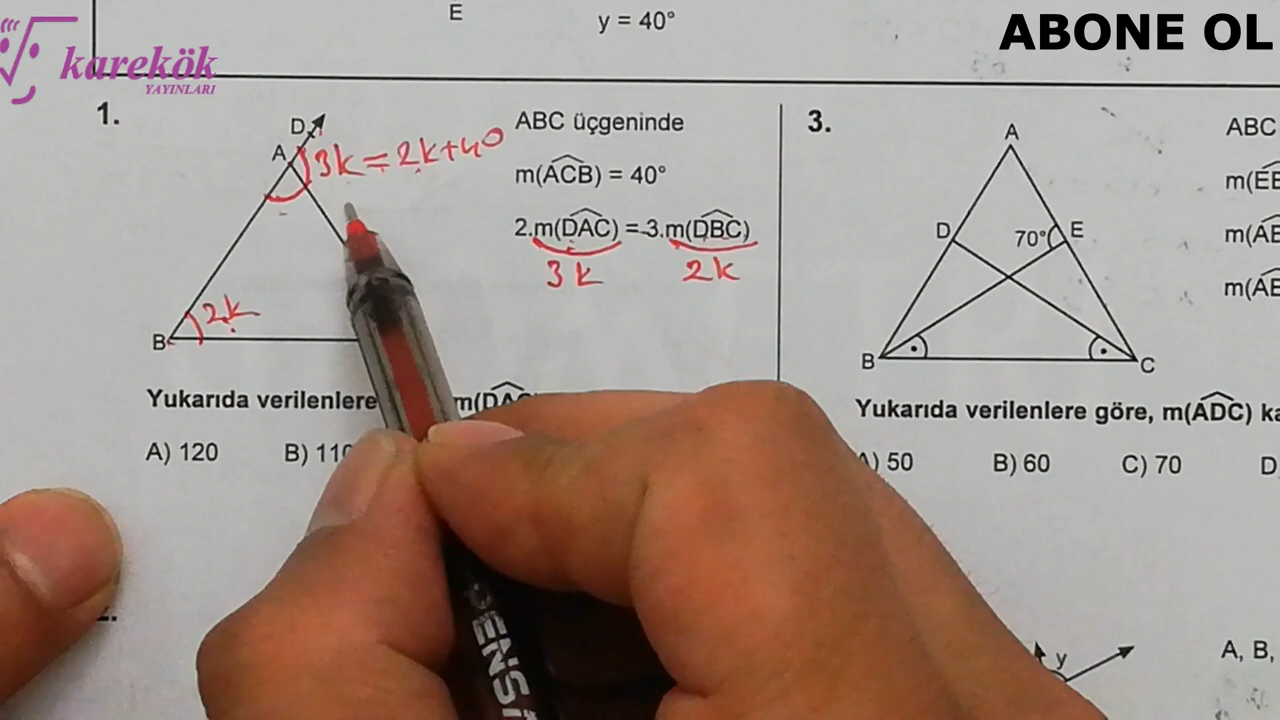 E
y = 40°
ABONE OL
karekök
YAYINLARI
1.
D
A
3k = 2k+40
B
2k
ABC üçgeninde
m(ACB) = 40°
2.m(DAC) = 3.m(DBC)
3k 2k
Yukarıda verilenlere
A) 120 B) 110
3.
A
D
70°
E
B
C
ABC
Yukarıda verilenlere göre, m(ADC)
A) 50 B) 60 C) 70 D
y
A, B,
GENS